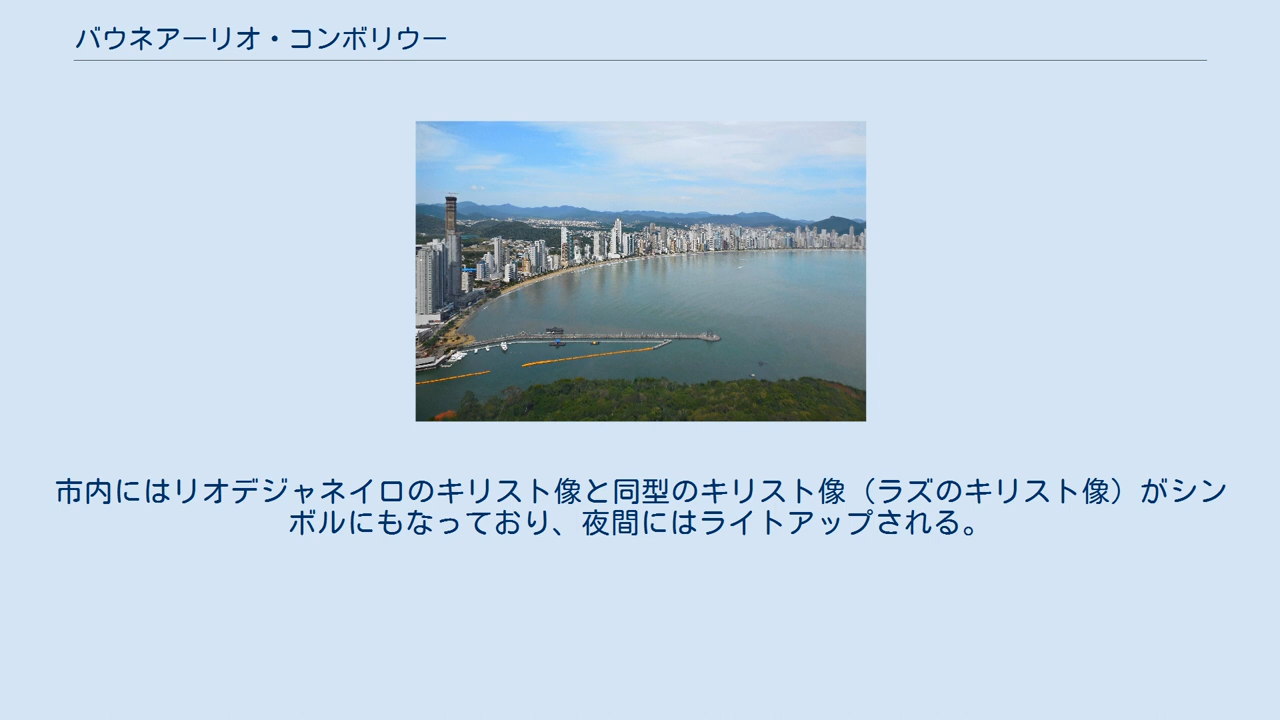 バウネアーリオ・コンボリウー
市内にはリオデジャネイロのキリスト像と同型のキリスト像（ラズのキリスト像）がシン
ボルにもなっており、夜間にはライトアップされる。